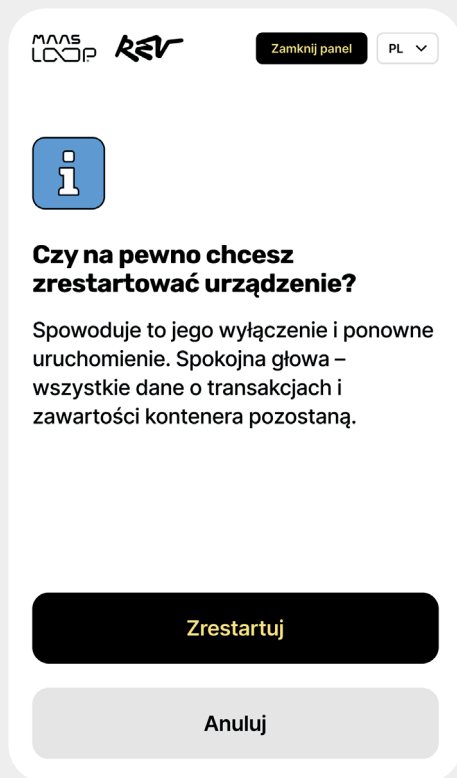 MAAS
LOOP
REV
Zamknij panel
PL
i
Czy na pewno chcesz
zrestartować urządzenie?
Spowoduje to jego wyłączenie i ponowne
uruchomienie. Spokojna głowa –
wszystkie dane o transakcjach i
zawartości kontenera pozostaną.
Zrestartuj
Anuluj